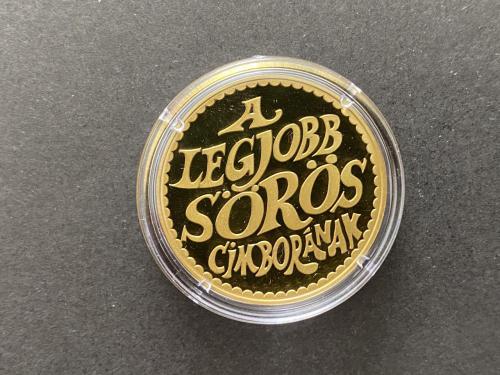 A
LEGJOBB
SÖRÖS
CIMBORÁNAK